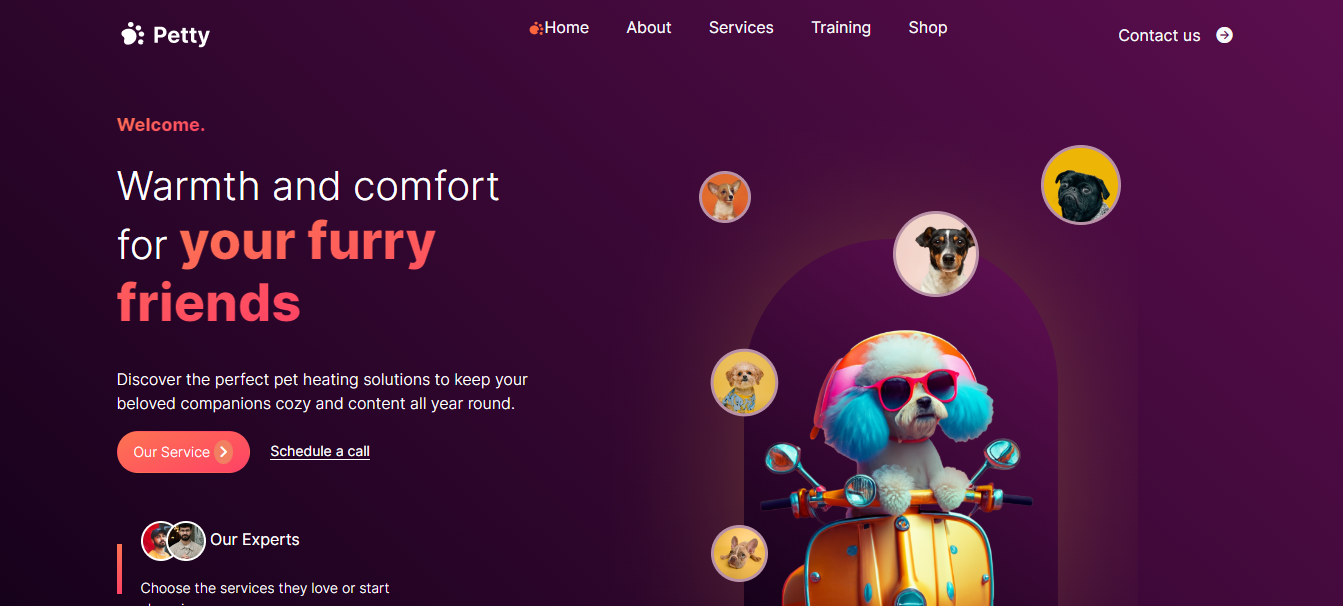 Petty
Home About Services Training Shop
Contact us
Welcome.
Warmth and comfort
for your furry
friends
Discover the perfect pet heating solutions to keep your
beloved companions cozy and content all year round.
Our Service
Schedule a call
Our Experts
Choose the services they love or start